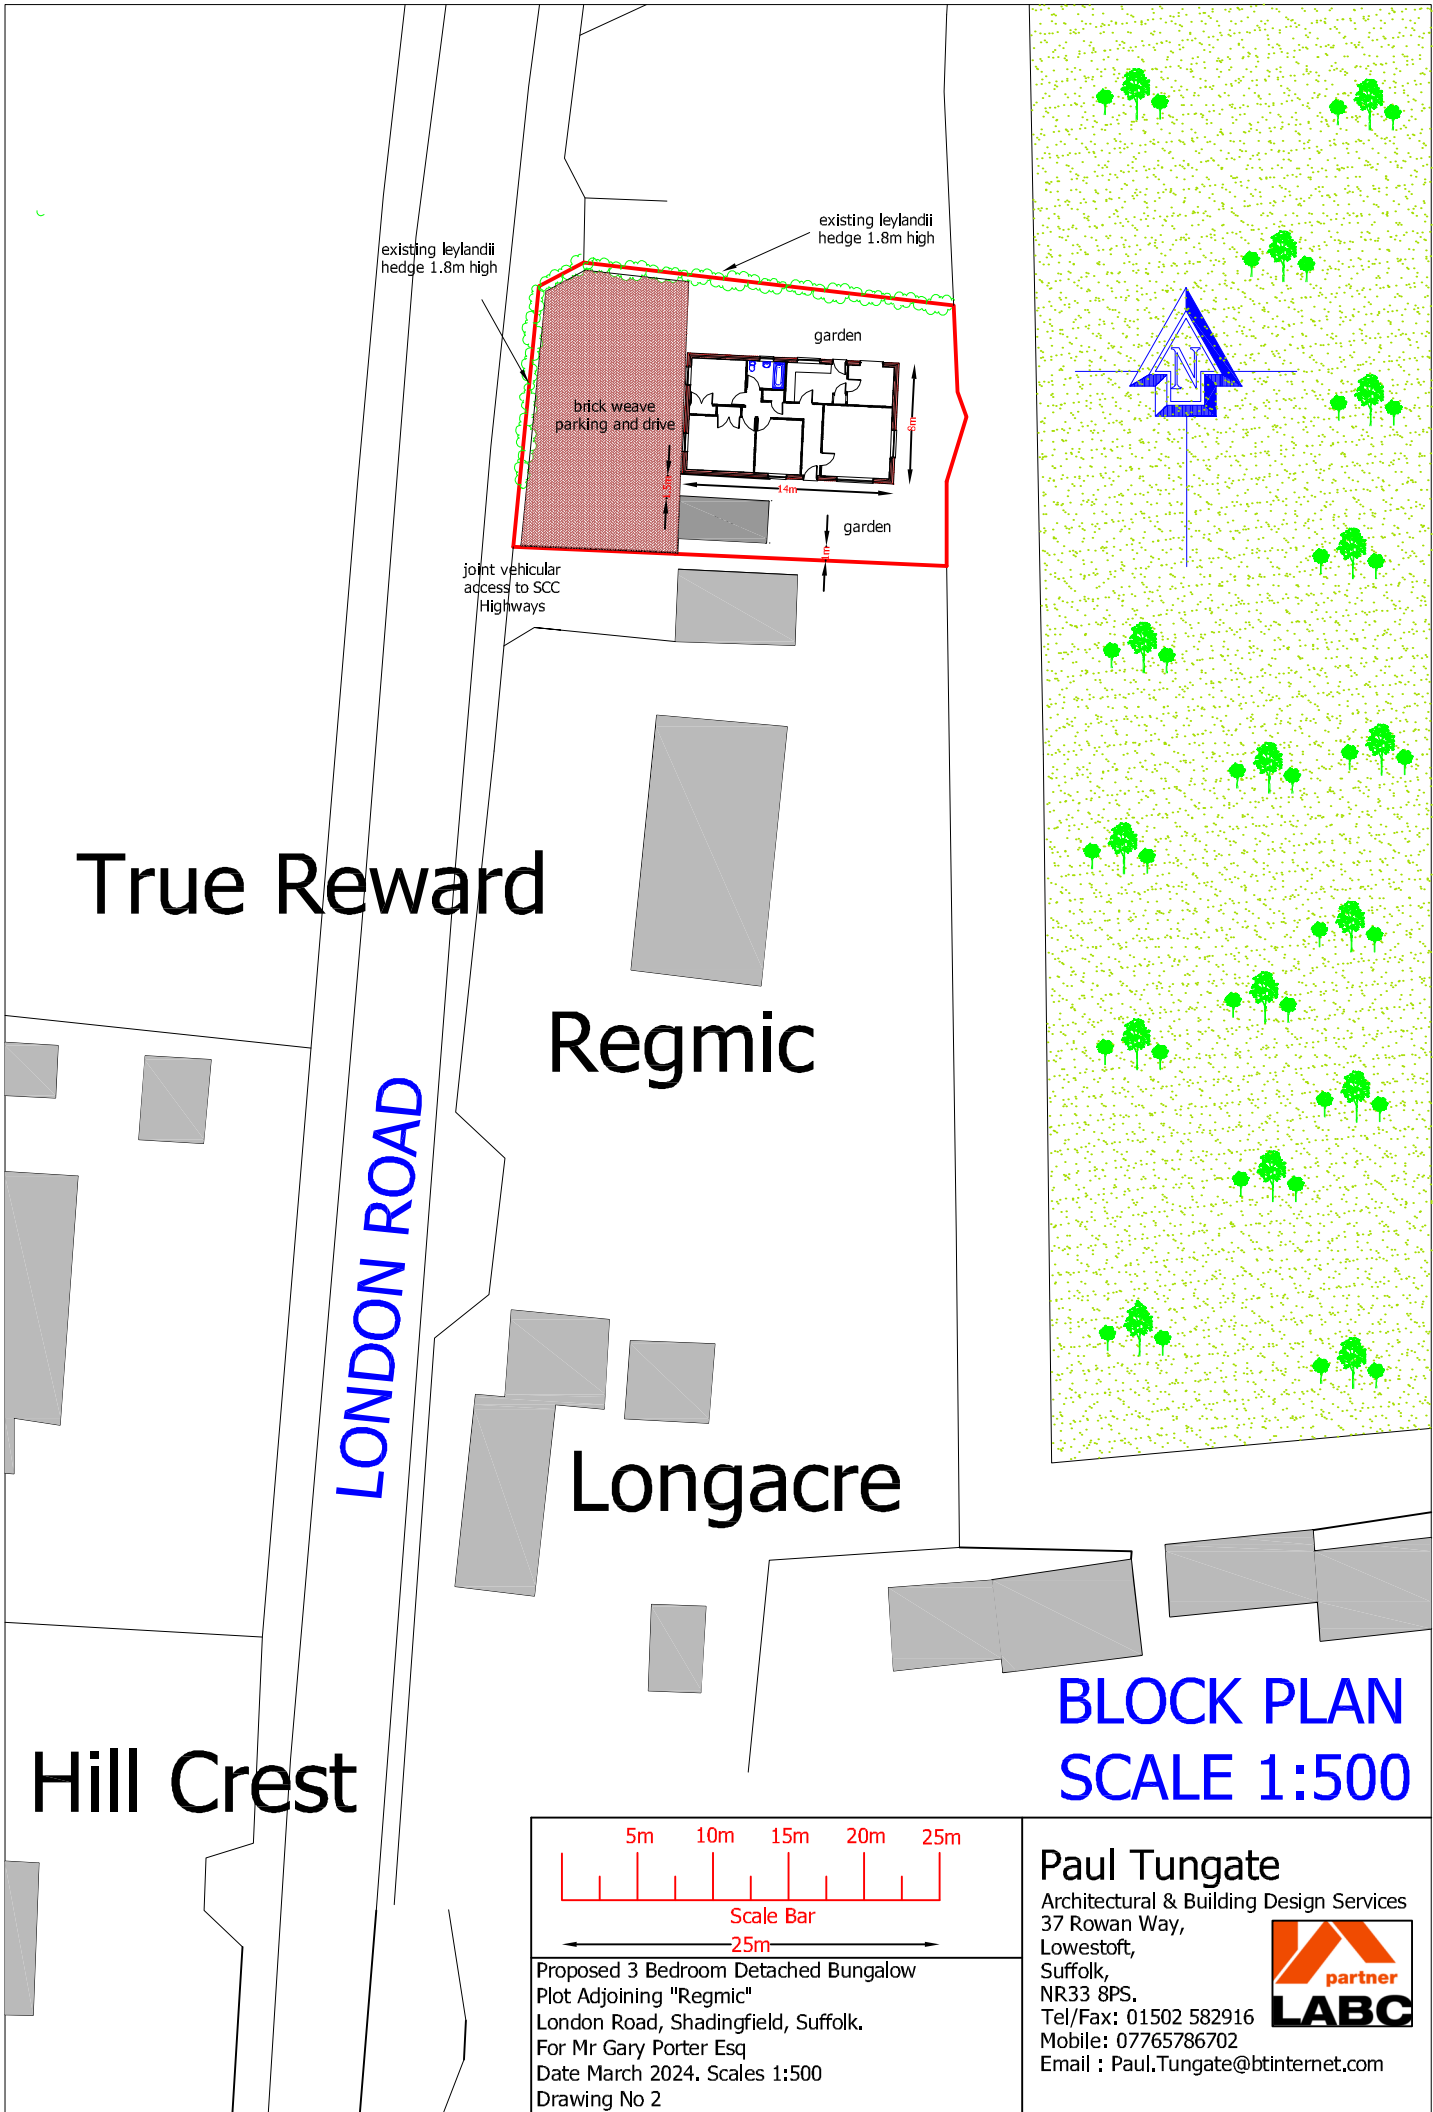 existing leylandii
hedge 1.8m high
existing leylandii
hedge 1.8m high
N
garden
brick weave
parking and drive
8m
1.5m
14m
garden
1m
joint vehicular
access to SCC
Highways
True Reward
Regmic
LONDON ROAD
Longacre
BLOCK PLAN
SCALE 1:500
Hill Crest
5m 10m 15m 20m 25m
Scale Bar
25m
Proposed 3 Bedroom Detached Bungalow
Plot Adjoining "Regmic"
London Road, Shadingfield, Suffolk.
For Mr Gary Porter Esq
Date March 2024. Scales 1:500
Drawing No 2
Paul Tungate
Architectural & Building Design Services
37 Rowan Way,
Lowestoft,
Suffolk,
NR33 8PS.
Tel/Fax: 01502 582916
Mobile: 07765786702
Email : Paul.Tungate@btinternet.com
partner
LABC